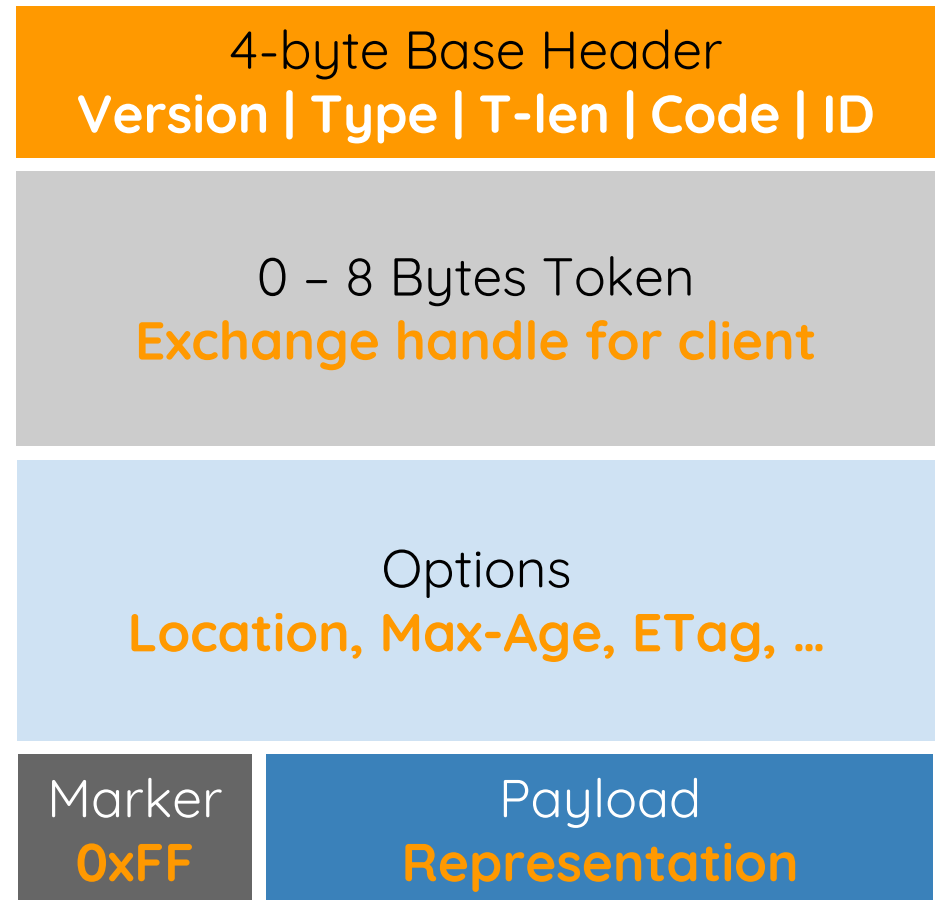 4-byte Base Header
Version | Type | T-len | Code | ID
0 – 8 Bytes Token
Exchange handle for client
Options
Location, Max-Age, ETag, ...
Marker
0xFF
Payload
Representation